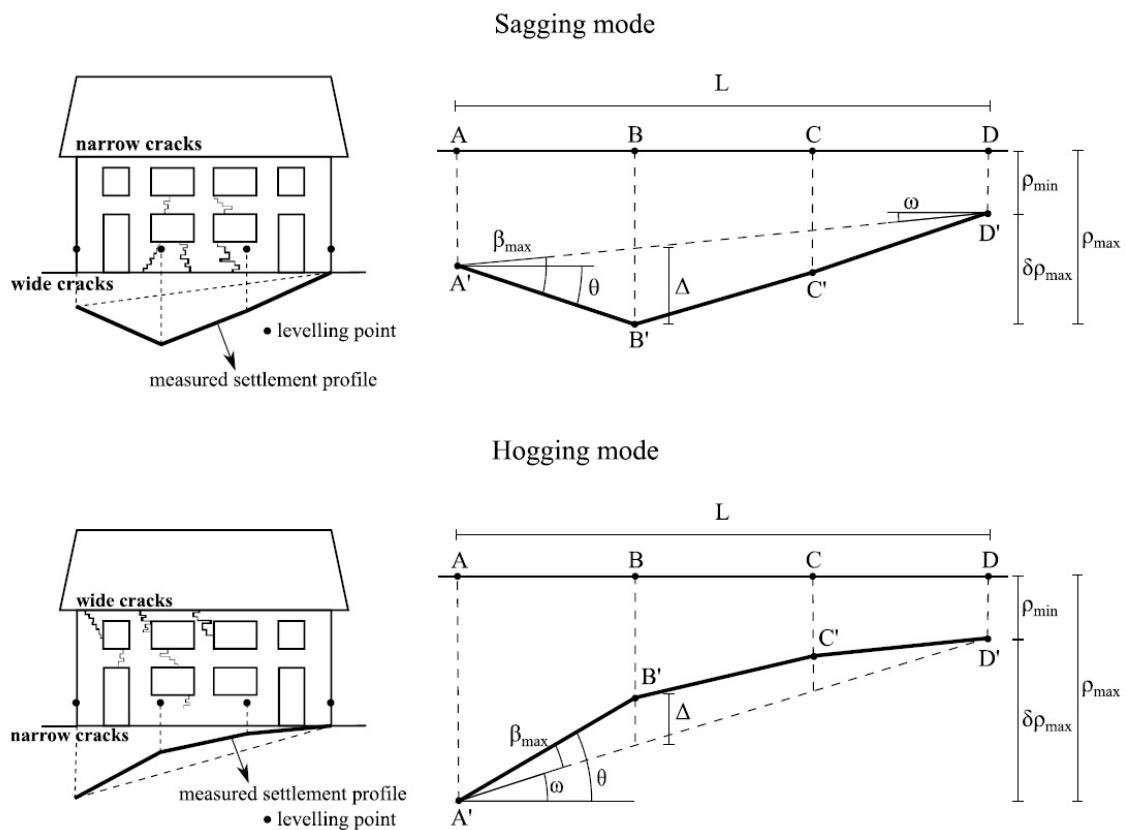 Sagging mode
narrow cracks
wide cracks
levelling point
measured settlement profile
L
A B C D
ρmin
ω
D'
ρmax
βmax
A'
θ
Δ
C'
δρmax
B'
Hogging mode
wide cracks
narrow cracks
measured settlement profile
levelling point
L
A B C D
ρmin
C'
D'
B'
ρmax
Δ
δρmax
βmax
ω
θ
A'